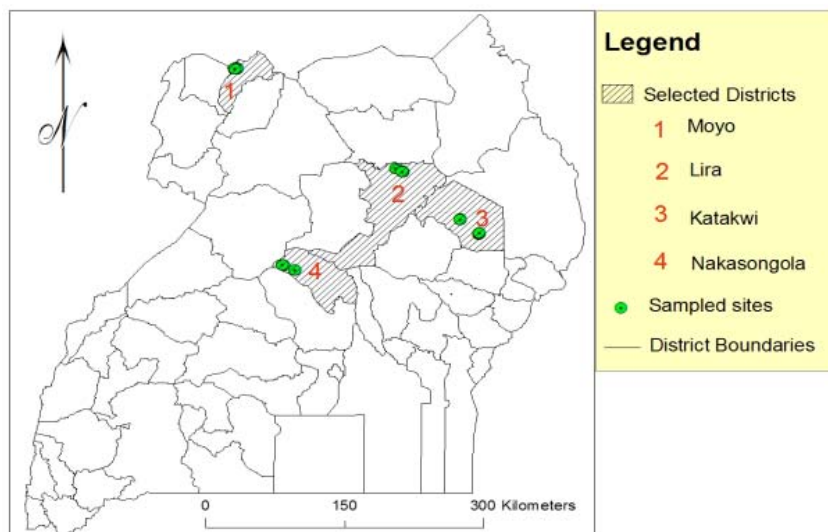 N
1
2
3
4
0 150 300 Kilometers
Legend
Selected Districts
1 Moyo
2 Lira
3 Katakwi
4 Nakasongola
Sampled sites
District Boundaries